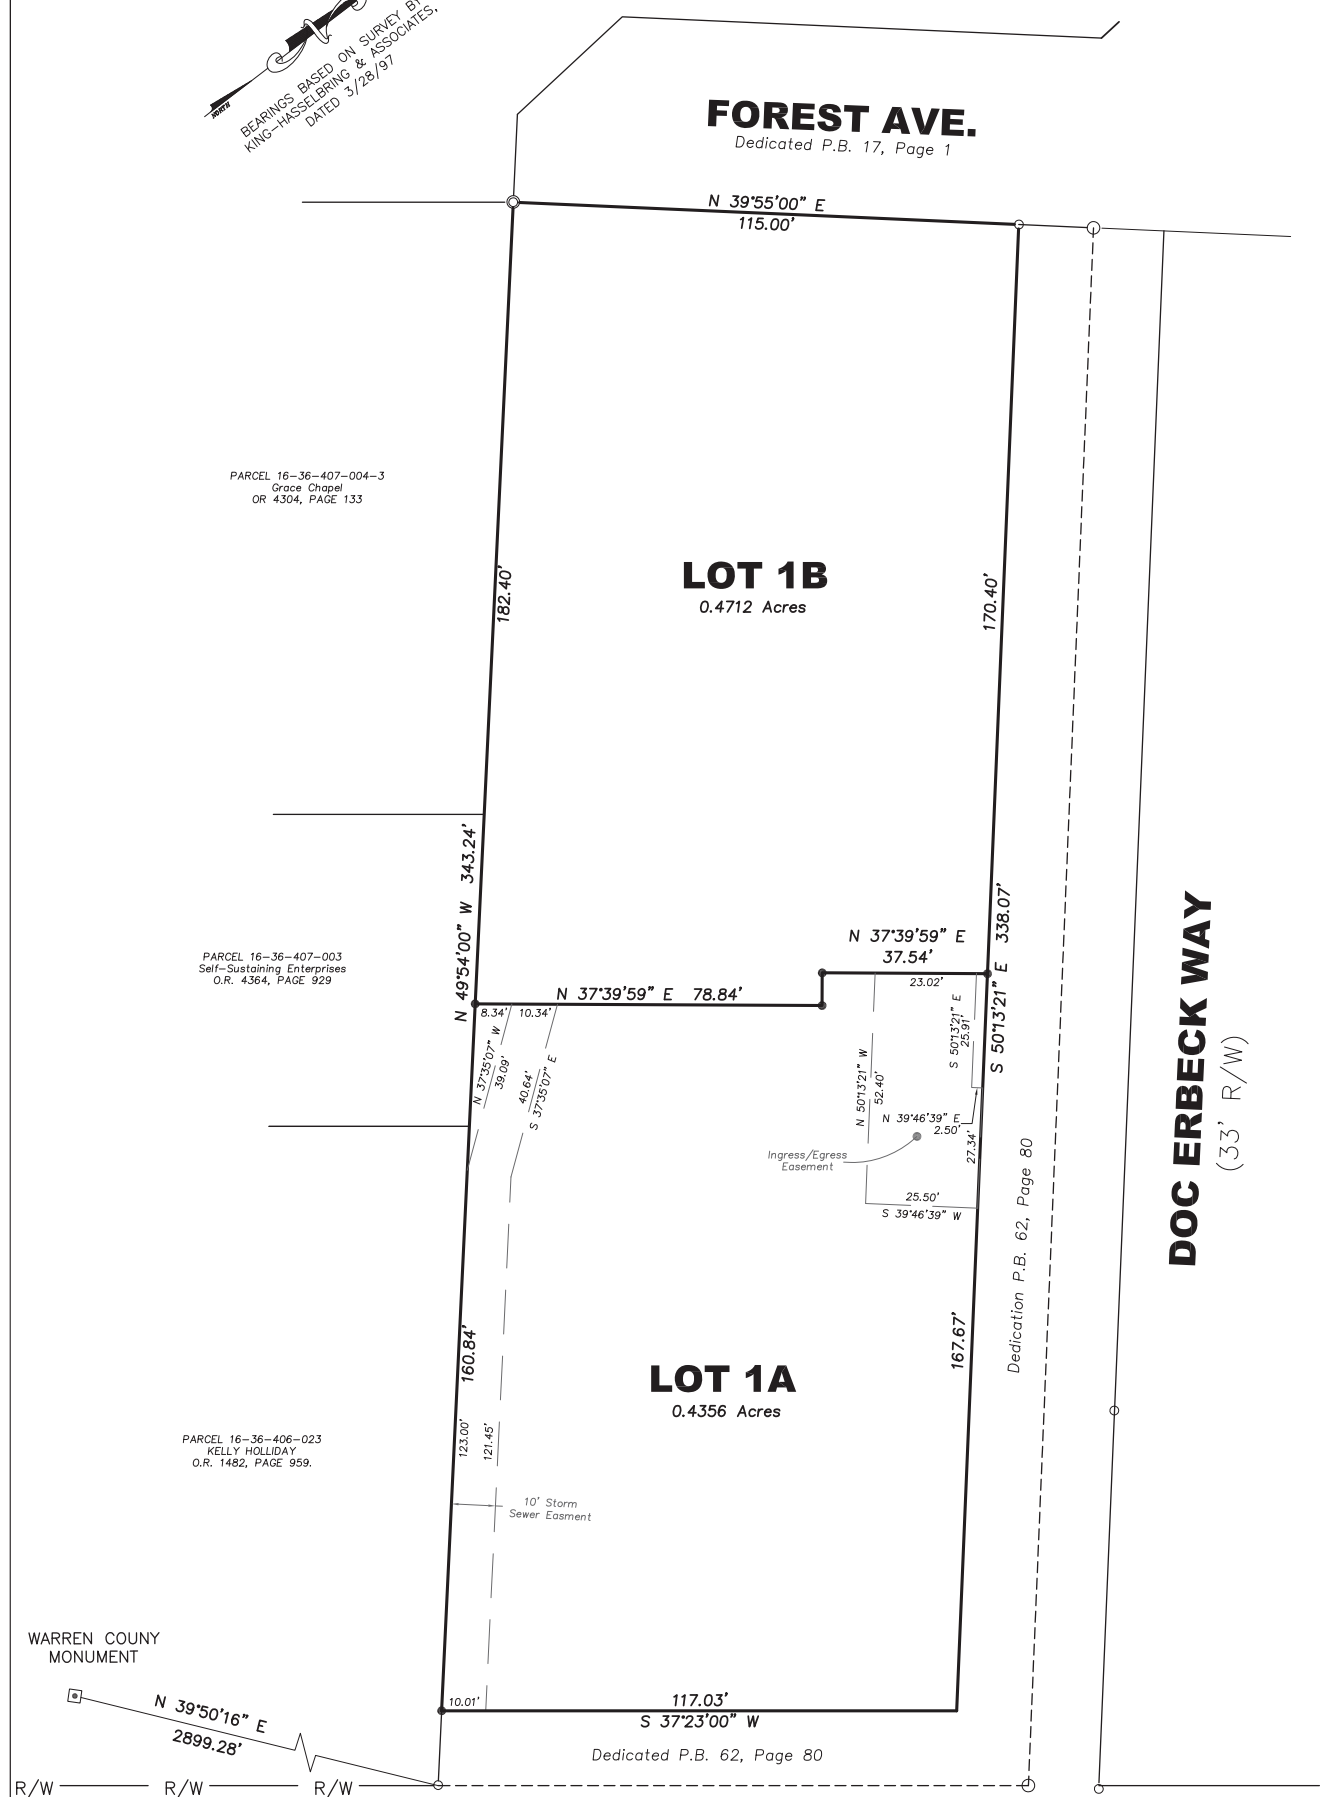 NORTH
BEARINGS BASED ON SURVEY BY
KING-HASSELBRING & ASSOCIATES,
DATED 3/28/97
FOREST AVE.
Dedicated P.B. 17, Page 1
N 39°55'00" E
115.00'
PARCEL 16-36-407-004-3
Grace Chapel
OR 4304, PAGE 133
182.40'
LOT 1B
0.4712 Acres
170.40'
N 49°54'00" W 343.24'
S 50°13'21" E 338.07'
N 37°39'59" E
37.54'
N 37°39'59" E 78.84'
PARCEL 16-36-407-003
Self-Sustaining Enterprises
O.R. 4364, PAGE 929
8.34'
10.34'
23.02'
N 37°35'07" W
39.09'
40.64'
S 37°35'07" E
N 50°13'21" W
52.40'
S 50°13'21" E
25.91'
N 39°46'39" E
2.50'
27.34'
Ingress/Egress
Easement
25.50'
S 39°46'39" W
DOC ERBECK WAY
(33' R/W)
Dedication P.B. 62, Page 80
160.84'
167.67'
LOT 1A
0.4356 Acres
123.00'
121.45'
PARCEL 16-36-406-023
KELLY HOLLIDAY
O.R. 1482, PAGE 959.
10' Storm
Sewer Easment
WARREN COUNY
MONUMENT
N 39°50'16" E
2899.28'
10.01'
117.03'
S 37°23'00" W
Dedicated P.B. 62, Page 80
R/W R/W R/W